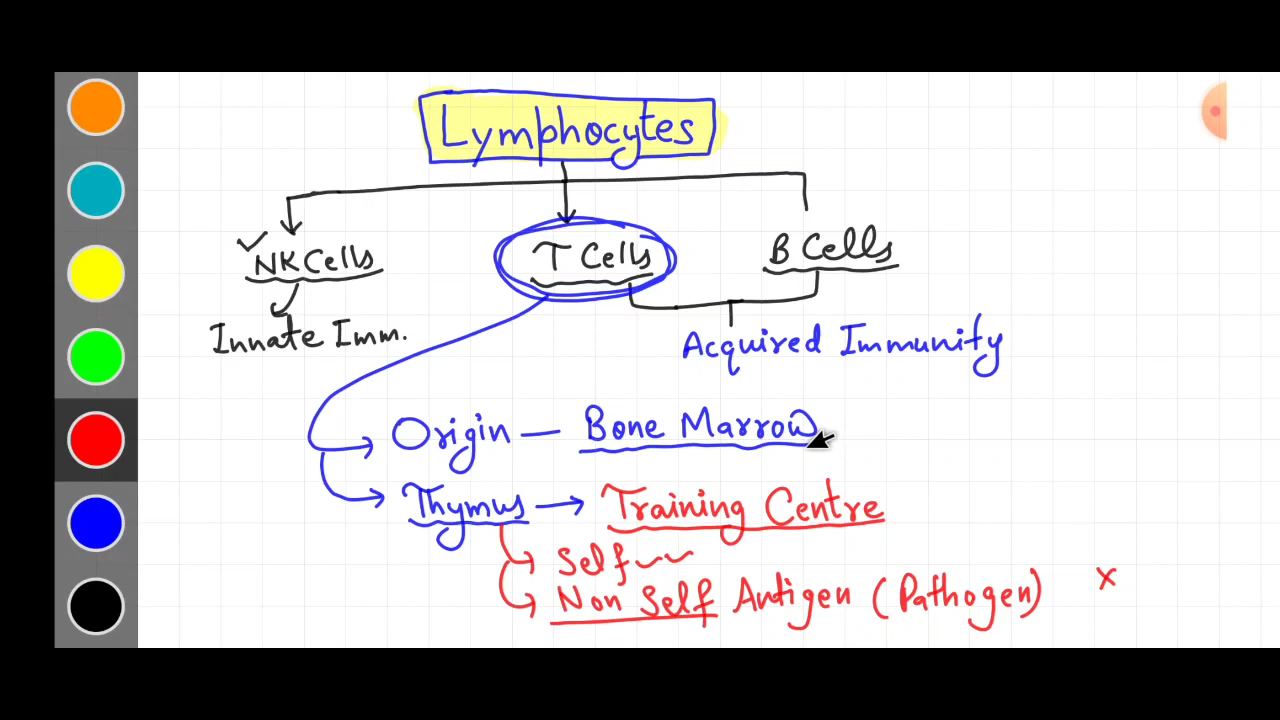 Lymphocytes
NK Cells
T Cells
B Cells
Innate Imm.
Acquired Immunity
Origin — Bone Marrow
Thymus → Training Centre
Self
Non Self Antigen (Pathogen) x